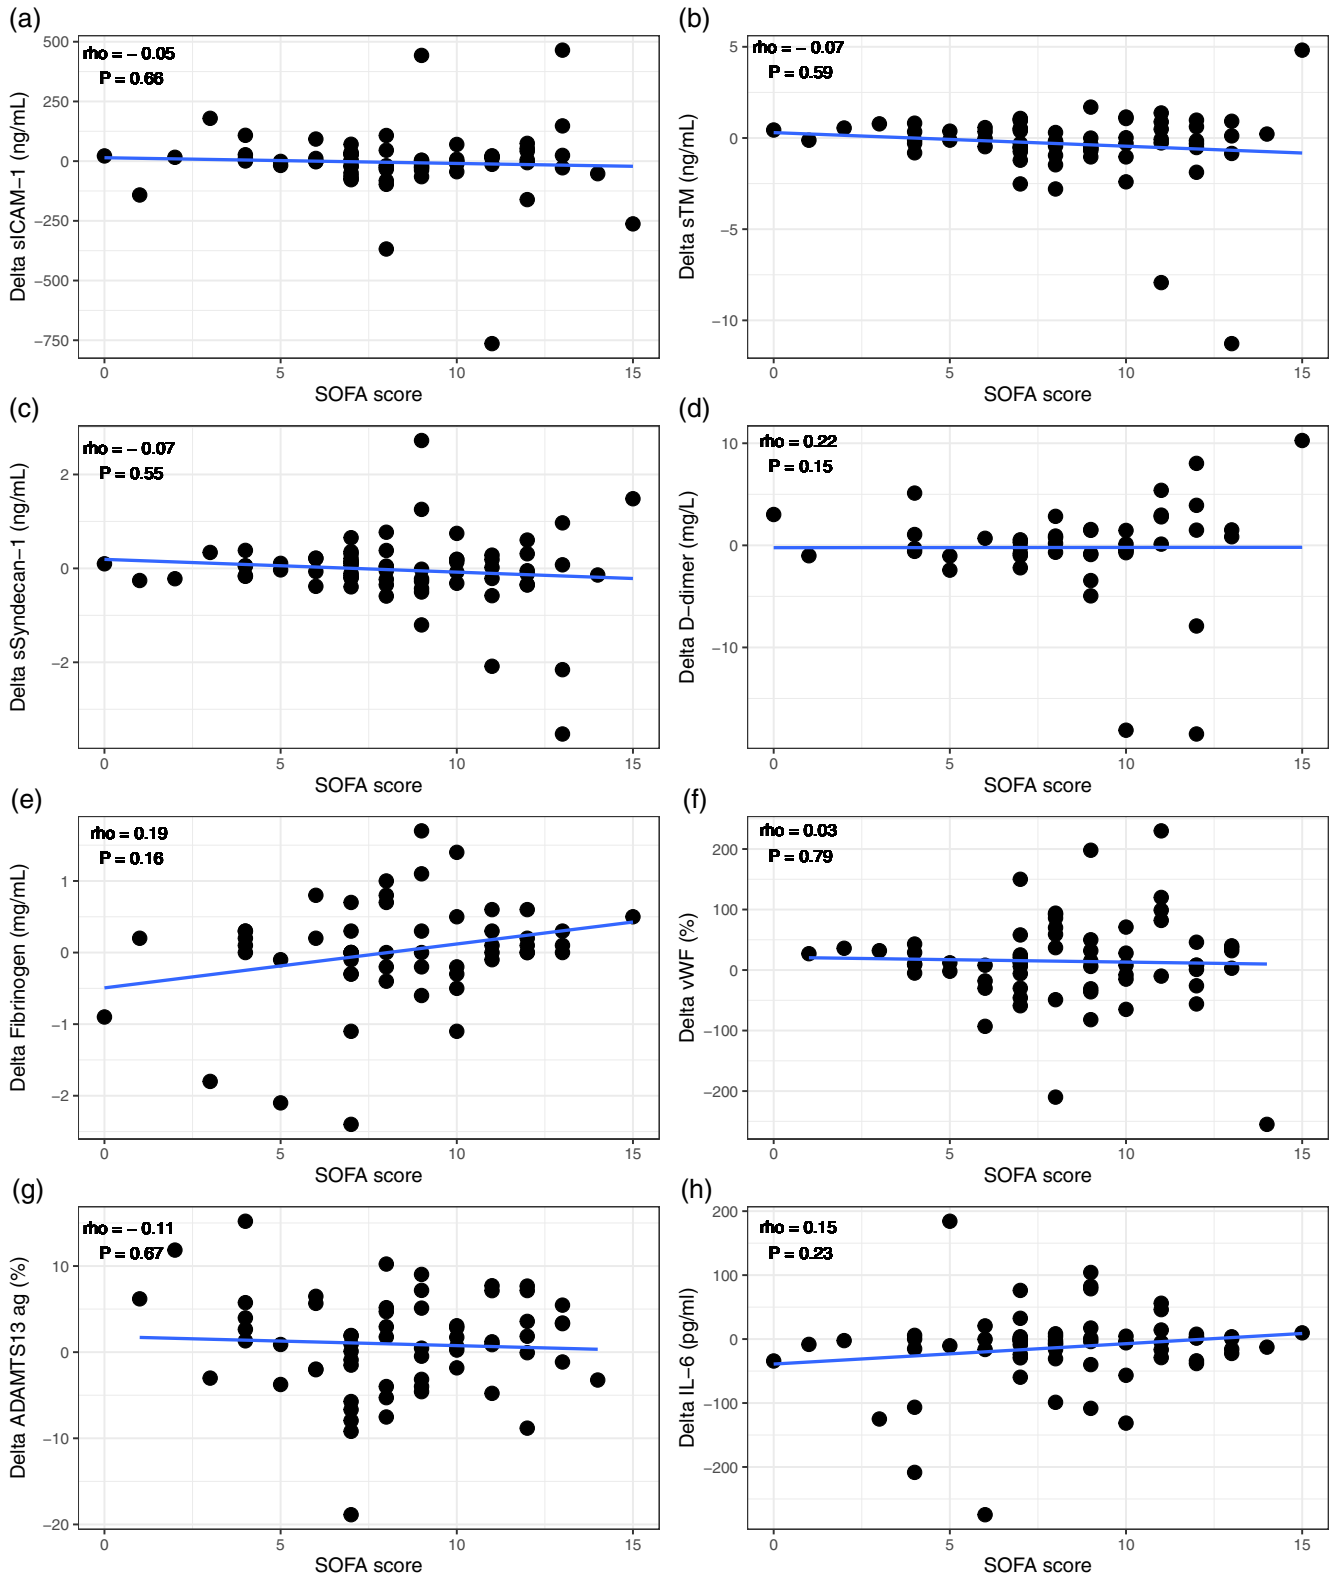 (a)
rho = − 0.05
P = 0.66
500
250
0
−250
−500
−750
Delta sICAM−1 (ng/mL)
0 5 10 15
SOFA score
(b)
rho = − 0.07
P = 0.59
5
0
−5
−10
Delta sTM (ng/mL)
0 5 10 15
SOFA score
(c)
rho = − 0.07
P = 0.55
2
0
−2
Delta sSyndecan−1 (ng/mL)
0 5 10 15
SOFA score
(d)
rho = 0.22
P = 0.15
10
0
−10
Delta D−dimer (mg/L)
0 5 10 15
SOFA score
(e)
rho = 0.19
P = 0.16
1
0
−1
−2
Delta Fibrinogen (mg/mL)
0 5 10 15
SOFA score
(f)
rho = 0.03
P = 0.79
200
100
0
−100
−200
Delta vWF (%)
0 5 10 15
SOFA score
(g)
rho = − 0.11
P = 0.67
10
0
−10
−20
Delta ADAMTS13 ag (%)
0 5 10 15
SOFA score
(h)
rho = 0.15
P = 0.23
200
100
0
−100
−200
Delta IL−6 (pg/ml)
0 5 10 15
SOFA score